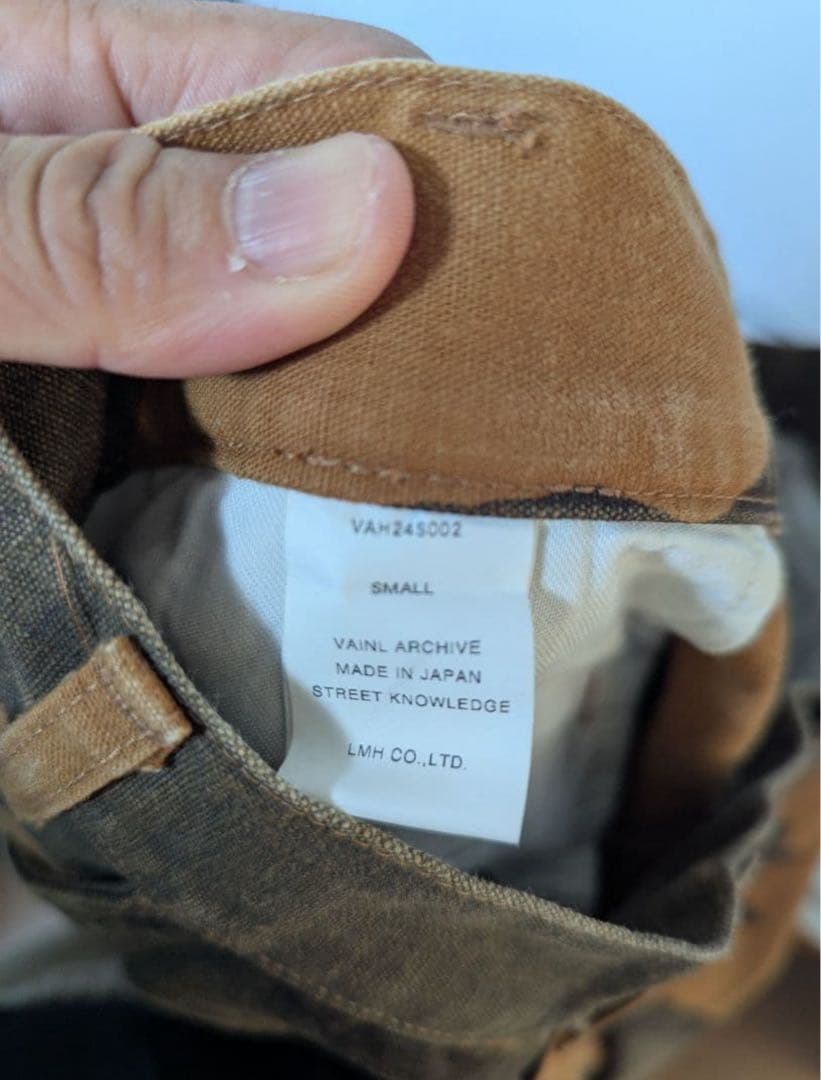 VAH24S002
SMALL
VAINL ARCHIVE
MADE IN JAPAN
STREET KNOWLEDGE
LMH CO.,LTD.